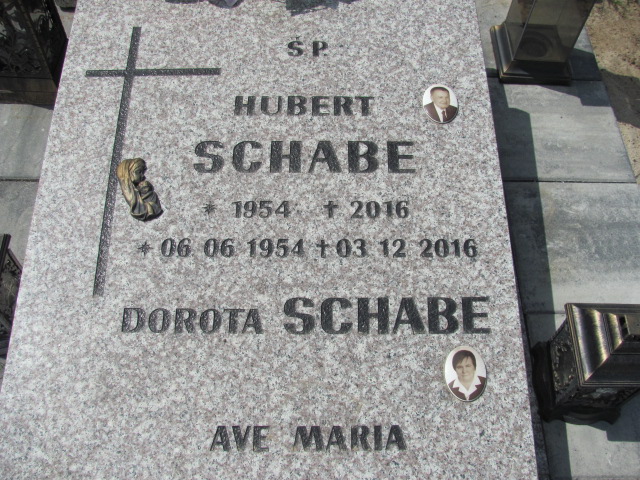 Ś.P.
HUBERT
SCHABE
* 1954 † 2016
* 06 06 1954 † 03 12 2016
DOROTA SCHABE
AVE MARIA